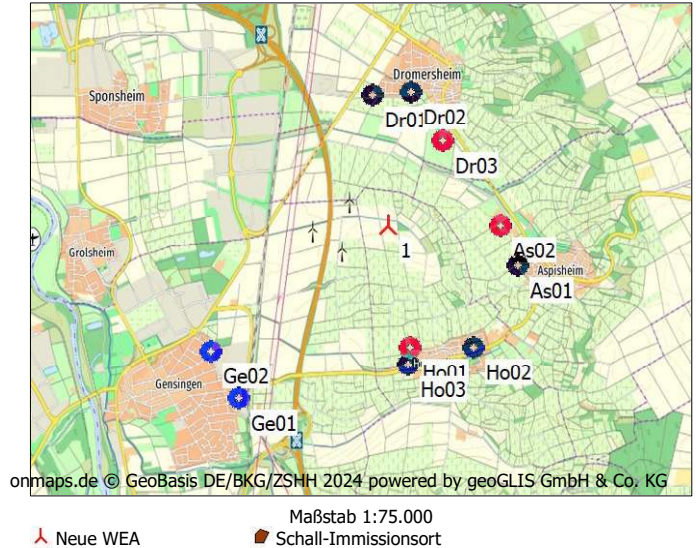 Dromersheim
Sponsheim
Dr01
Dr02
Dr03
Grolsheim
1
As02
Aspisheim
As01
Ge02
Gensingen
Ho01
Ho02
Ho03
Ge01
onmaps.de © GeoBasis DE/BKG/ZSHH 2024 powered by geoGLIS GmbH & Co. KG
Maßstab 1:75.000
Neue WEA
Schall-Immissionsort